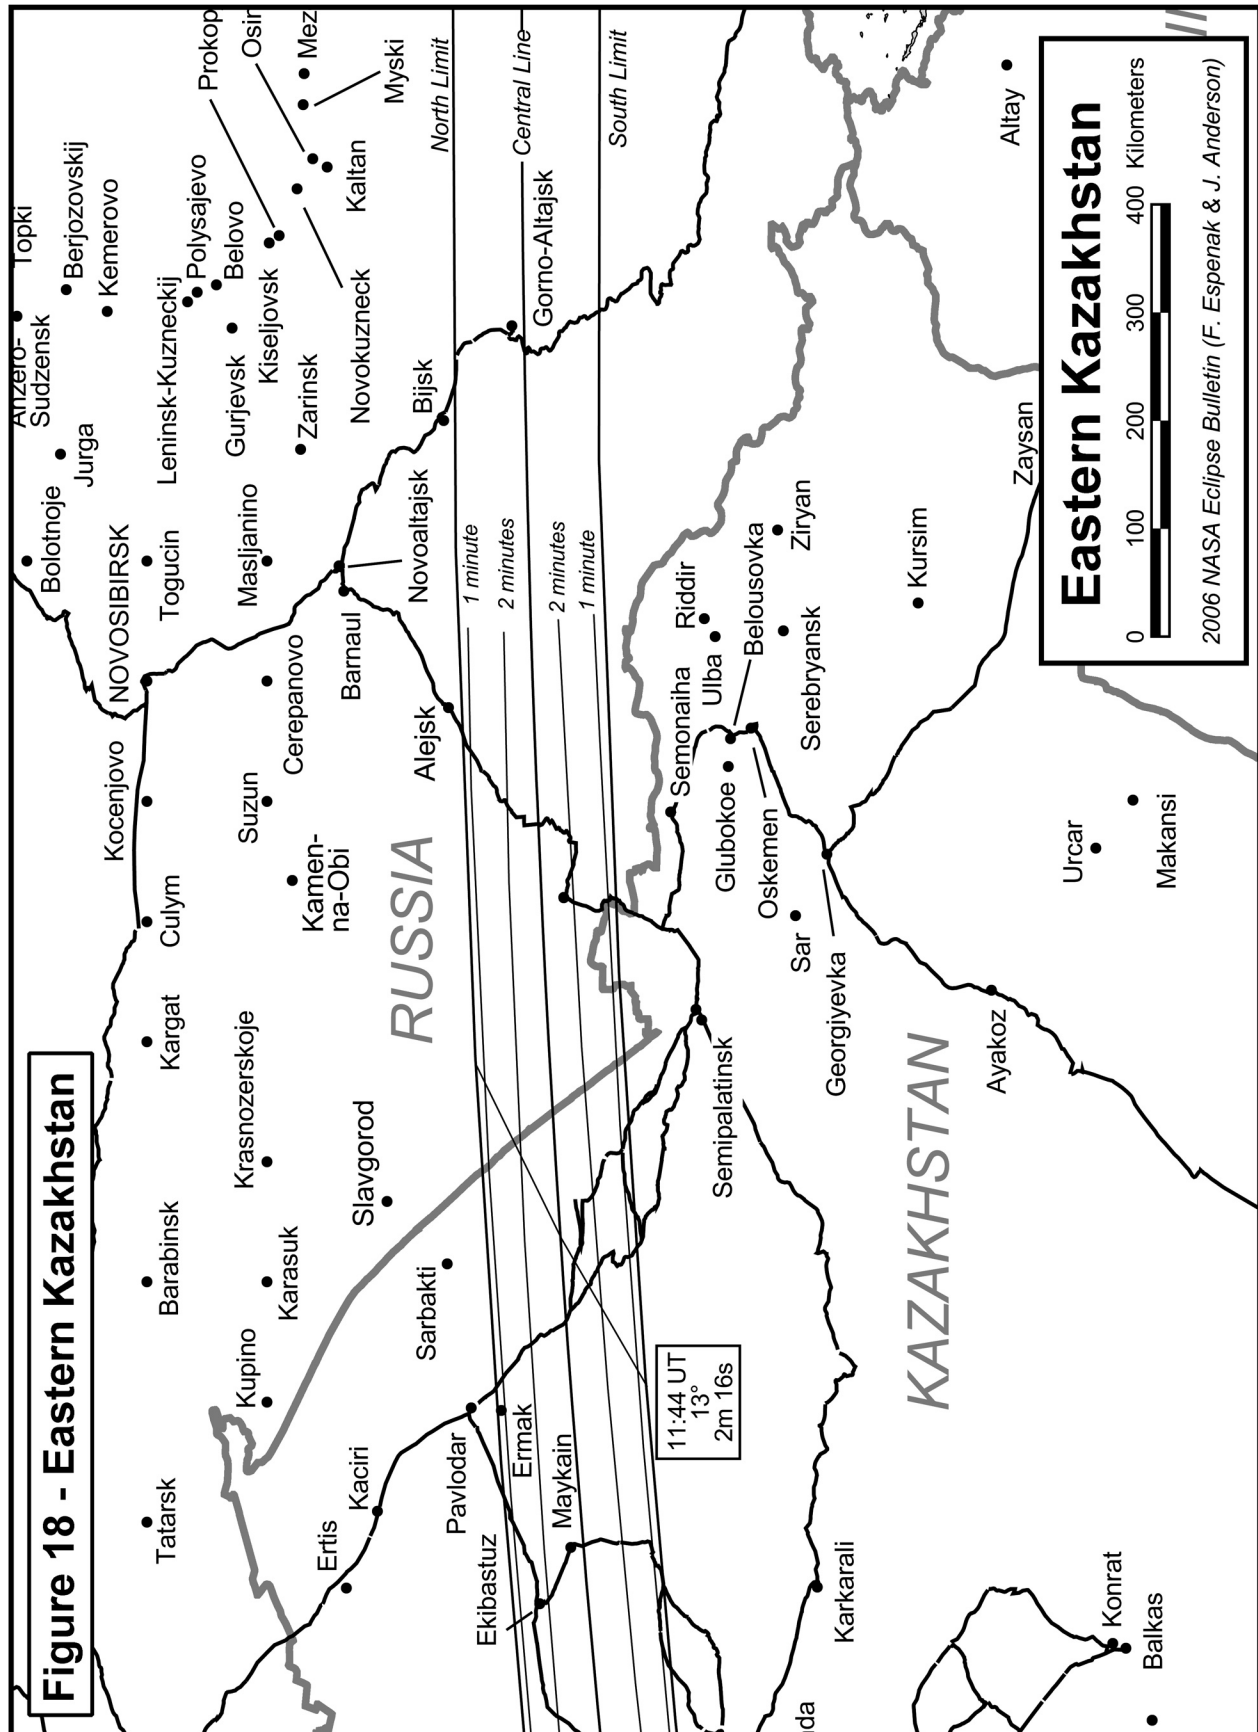 Figure 18 - Eastern Kazakhstan
Tatarsk
Barabinsk
Kargat
Culym
Kocenjovo
NOVOSIBIRSK
Togucin
Bolotnoje
Jurga
Anzero-
Sudzensk
Topki
Berjozovskij
Kemerovo
Kupino
Karasuk
Krasnozerskoje
Suzun
Cerepanovo
Masljanino
Leninsk-Kuzneckij
Polysajevo
Belovo
Gurjevsk
Kiseljovsk
Prokop
Osin
Mez
Myski
Kaltan
Novokuzneck
Zarinsk
Kamen-
na-Obi
Slavgorod
Barnaul
Novoaltajsk
Bijsk
Ertis
Kaciri
Sarbakti
RUSSIA
Alejsk
Pavlodar
Ermak
Ekibastuz
Maykain
North Limit
Central Line
South Limit
Gorno-Altajsk
1 minute
2 minutes
2 minutes
1 minute
11:44 UT
13°
2m 16s
Semipalatinsk
Semonaiha
Glubokoe
Oskemen
Ulba
Riddir
Belousovka
Serebryansk
Ziryan
Sar
Georgiyevka
Kursim
Karkarali
KAZAKHSTAN
Ayakoz
Zaysan
Altay
Urcar
Makansi
Konrat
Balkas
nda
Eastern Kazakhstan
0 100 200 300 400 Kilometers
2006 NASA Eclipse Bulletin (F. Espenak & J. Anderson)